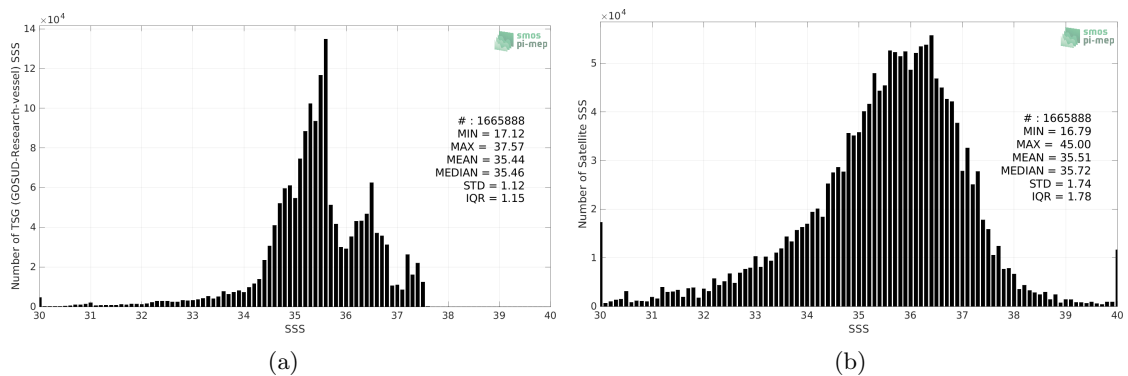 ×10⁴
14
12
10
8
6
4
2
0
30 31 32 33 34 35 36 37 38 39 40
SSS
Number of TSG (GOSUD-Research-vessel) SSS
smos
pi-mep
# : 1665888
MIN = 17.12
MAX = 37.57
MEAN = 35.44
MEDIAN = 35.46
STD = 1.12
IQR = 1.15
(a)
×10⁴
5
4
3
2
1
0
30 31 32 33 34 35 36 37 38 39 40
SSS
Number of Satellite SSS
smos
pi-mep
# : 1665888
MIN = 16.79
MAX = 45.00
MEAN = 35.51
MEDIAN = 35.72
STD = 1.74
IQR = 1.78
(b)